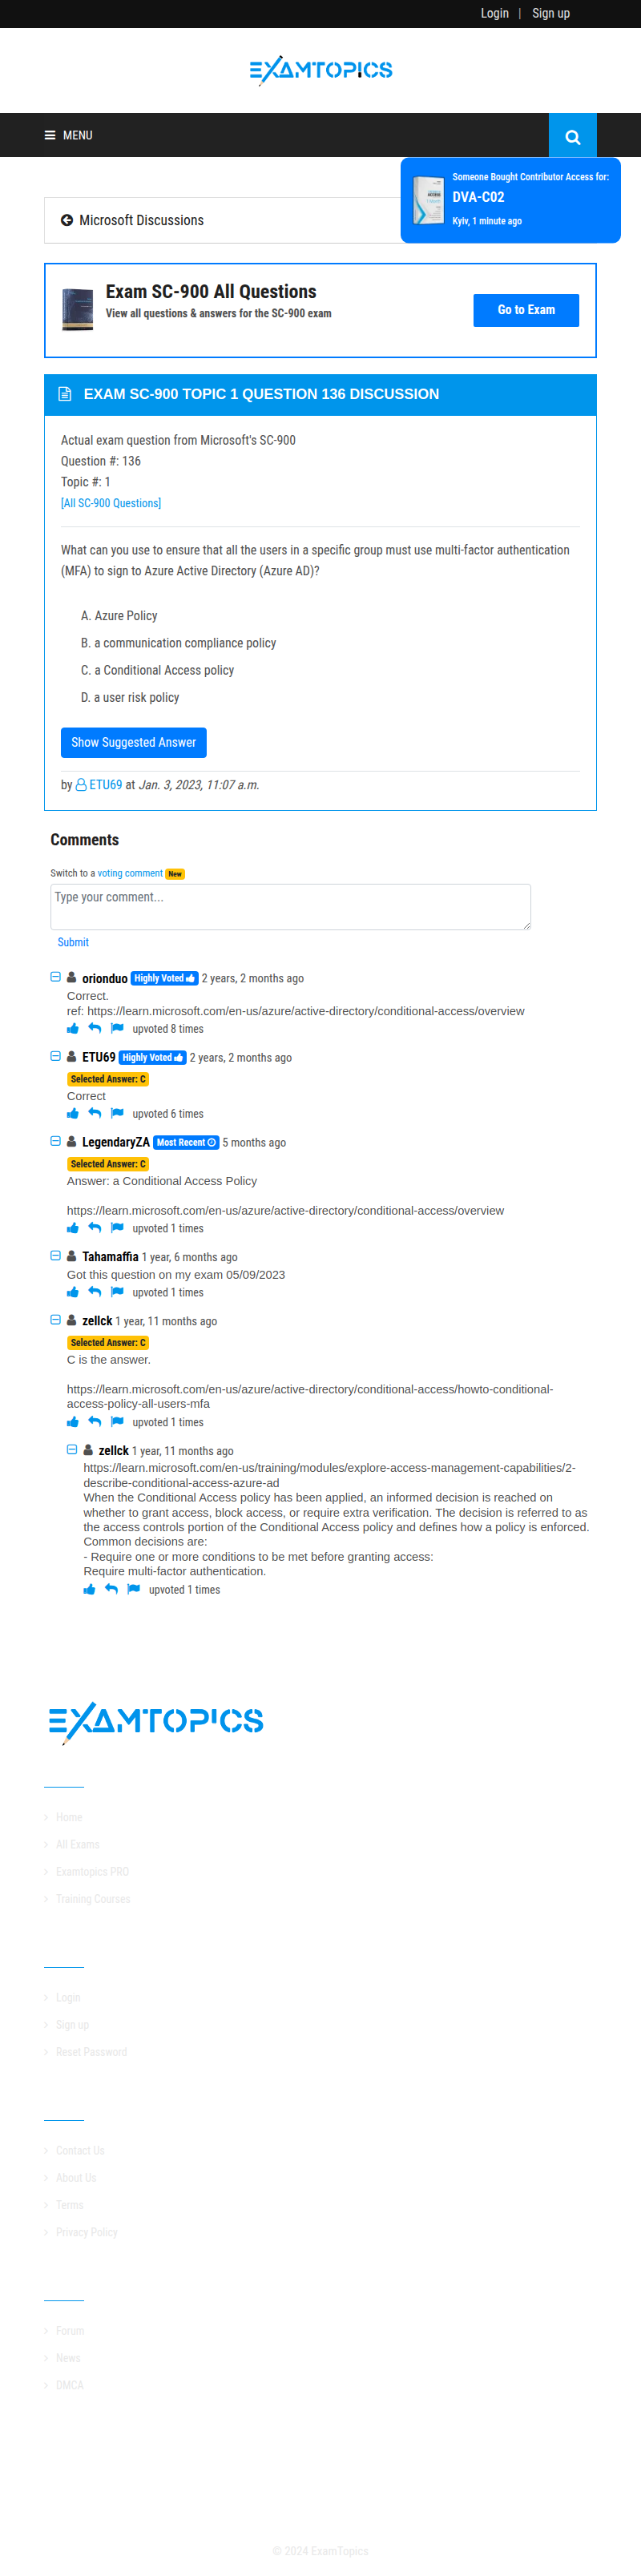 Login | Sign up
EXAMTOPICS
MENU
Someone Bought Contributor Access for:
DVA-C02
Kyiv, 1 minute ago
Microsoft Discussions
Exam SC-900 All Questions
View all questions & answers for the SC-900 exam
Go to Exam
EXAM SC-900 TOPIC 1 QUESTION 136 DISCUSSION
Actual exam question from Microsoft's SC-900
Question #: 136
Topic #: 1
[All SC-900 Questions]
What can you use to ensure that all the users in a specific group must use multi-factor authentication
(MFA) to sign to Azure Active Directory (Azure AD)?
A. Azure Policy
B. a communication compliance policy
C. a Conditional Access policy
D. a user risk policy
Show Suggested Answer
by ETU69 at Jan. 3, 2023, 11:07 a.m.
Comments
Switch to a voting comment New
Type your comment...
Submit
orionduo Highly Voted 2 years, 2 months ago
Correct.
ref: https://learn.microsoft.com/en-us/azure/active-directory/conditional-access/overview
upvoted 8 times
ETU69 Highly Voted 2 years, 2 months ago
Selected Answer: C
Correct
upvoted 6 times
LegendaryZA Most Recent 5 months ago
Selected Answer: C
Answer: a Conditional Access Policy
https://learn.microsoft.com/en-us/azure/active-directory/conditional-access/overview
upvoted 1 times
Tahamaffia 1 year, 6 months ago
Got this question on my exam 05/09/2023
upvoted 1 times
zellck 1 year, 11 months ago
Selected Answer: C
C is the answer.
https://learn.microsoft.com/en-us/azure/active-directory/conditional-access/howto-conditional-
access-policy-all-users-mfa
upvoted 1 times
zellck 1 year, 11 months ago
https://learn.microsoft.com/en-us/training/modules/explore-access-management-capabilities/2-
describe-conditional-access-azure-ad
When the Conditional Access policy has been applied, an informed decision is reached on
whether to grant access, block access, or require extra verification. The decision is referred to as
the access controls portion of the Conditional Access policy and defines how a policy is enforced.
Common decisions are:
- Require one or more conditions to be met before granting access:
Require multi-factor authentication.
upvoted 1 times
EXAMTOPICS
Home
All Exams
Examtopics PRO
Training Courses
Login
Sign up
Reset Password
Contact Us
About Us
Terms
Privacy Policy
Forum
News
DMCA
© 2024 ExamTopics